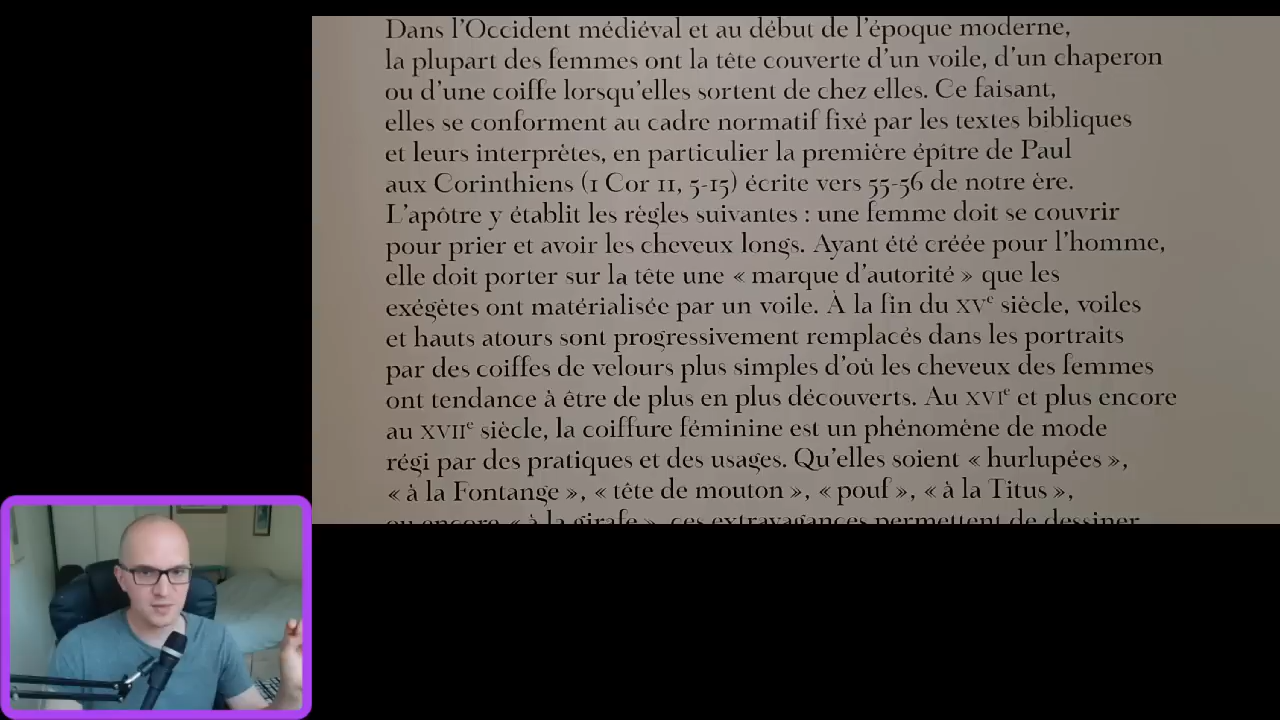 Dans l’Occident médiéval et au début de l’époque moderne,
la plupart des femmes ont la tête couverte d’un voile, d’un chaperon
ou d’une coiffe lorsqu’elles sortent de chez elles. Ce faisant,
elles se conforment au cadre normatif fixé par les textes bibliques
et leurs interprètes, en particulier la première épître de Paul
aux Corinthiens (1 Cor 11, 5-15) écrite vers 55-56 de notre ère.
L’apôtre y établit les règles suivantes : une femme doit se couvrir
pour prier et avoir les cheveux longs. Ayant été créée pour l’homme,
elle doit porter sur la tête une « marque d’autorité » que les
exégètes ont matérialisée par un voile. À la fin du XVe siècle, voiles
et hauts atours sont progressivement remplacés dans les portraits
par des coiffes de velours plus simples d’où les cheveux des femmes
ont tendance à être de plus en plus découverts. Au XVIe et plus encore
au XVIIe siècle, la coiffure féminine est un phénomène de mode
régi par des pratiques et des usages. Qu’elles soient « hurlupées »,
« à la Fontange », « tête de mouton », « pouf », « à la Titus »,
ou encore « à la girafe », ces extravagances permettent de dessiner